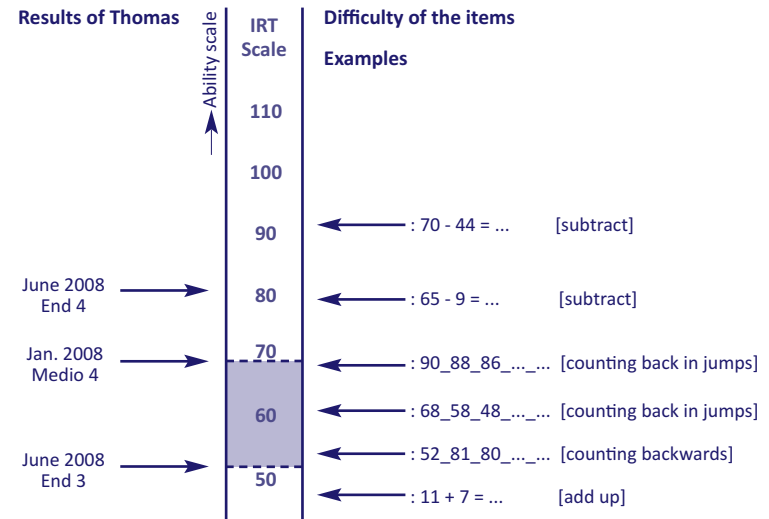 Results of Thomas
Ability scale
IRT
Scale
Difficulty of the items
Examples
110
100
90
: 70 - 44 = ... [subtract]
June 2008
End 4
80
: 65 - 9 = ... [subtract]
Jan. 2008
Medio 4
70
: 90_88_86_..._... [counting back in jumps]
60
: 68_58_48_..._... [counting back in jumps]
: 52_81_80_..._... [counting backwards]
June 2008
End 3
50
: 11 + 7 = ... [add up]